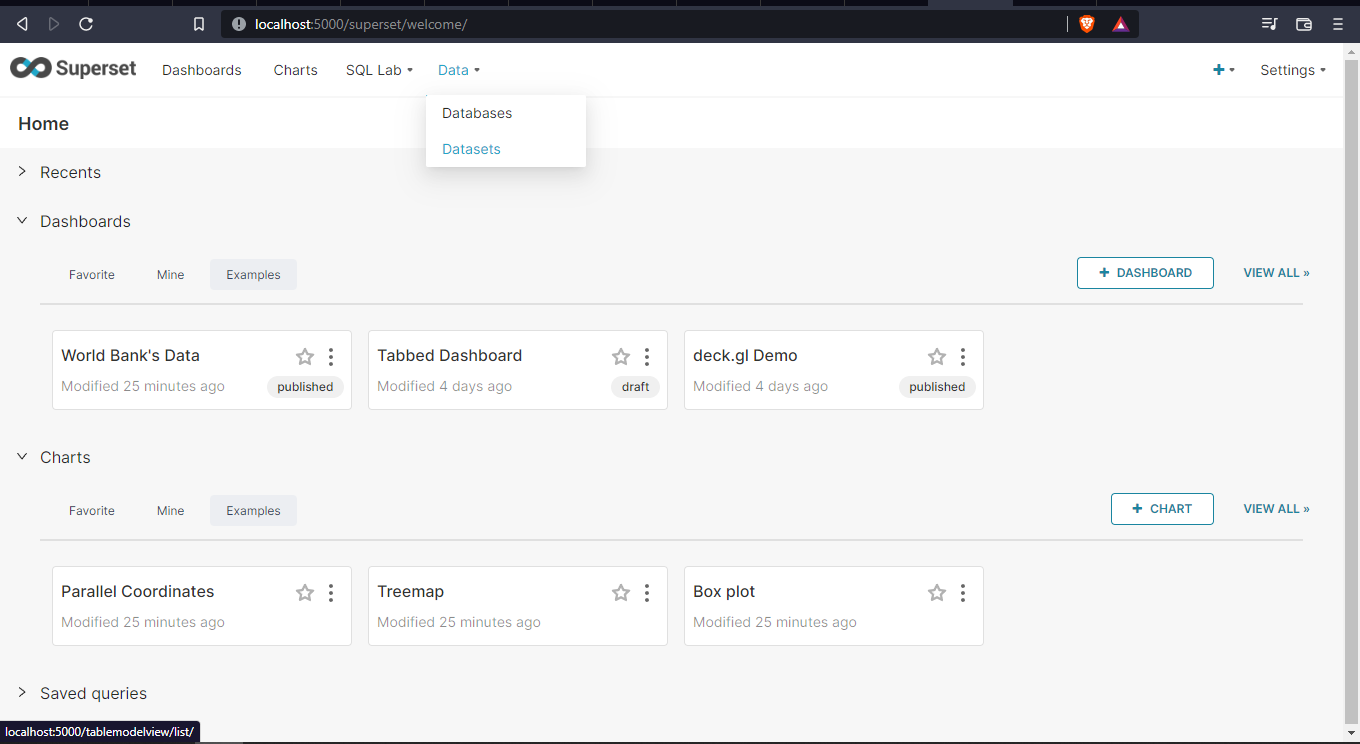 localhost:5000/superset/welcome/
Superset Dashboards Charts SQL Lab Data Settings
Databases
Datasets
Home
Recents
Dashboards
Favorite Mine Examples + DASHBOARD VIEW ALL »
World Bank's Data
Modified 25 minutes ago published
Tabbed Dashboard
Modified 4 days ago draft
deck.gl Demo
Modified 4 days ago published
Charts
Favorite Mine Examples + CHART VIEW ALL »
Parallel Coordinates
Modified 25 minutes ago
Treemap
Modified 25 minutes ago
Box plot
Modified 25 minutes ago
Saved queries
localhost:5000/tablemodelview/list/